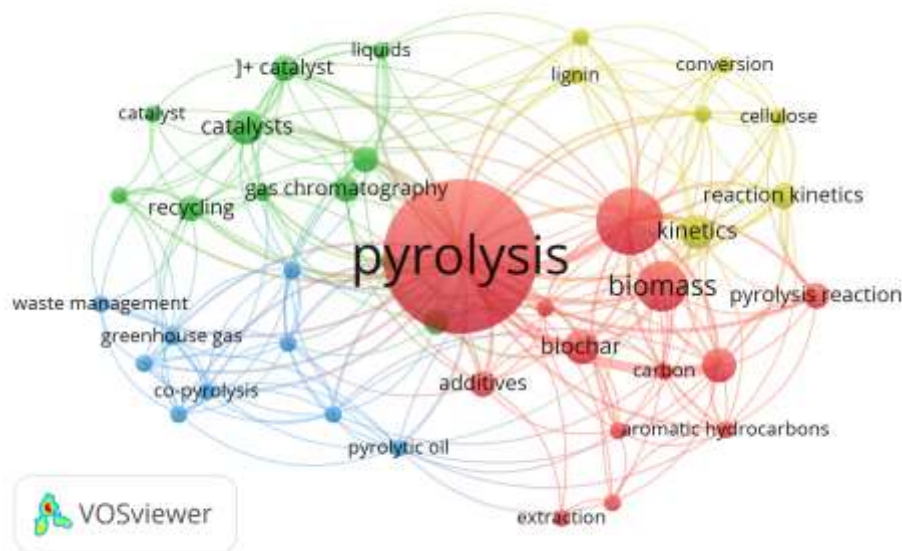 liquids
]+ catalyst
lignin
conversion
catalyst
catalysts
cellulose
gas chromatography
reaction kinetics
recycling
kinetics
pyrolysis
biomass
waste management
pyrolysis reaction
greenhouse gas
biochar
carbon
co-pyrolysis
additives
aromatic hydrocarbons
pyrolytic oil
extraction
VOSviewer